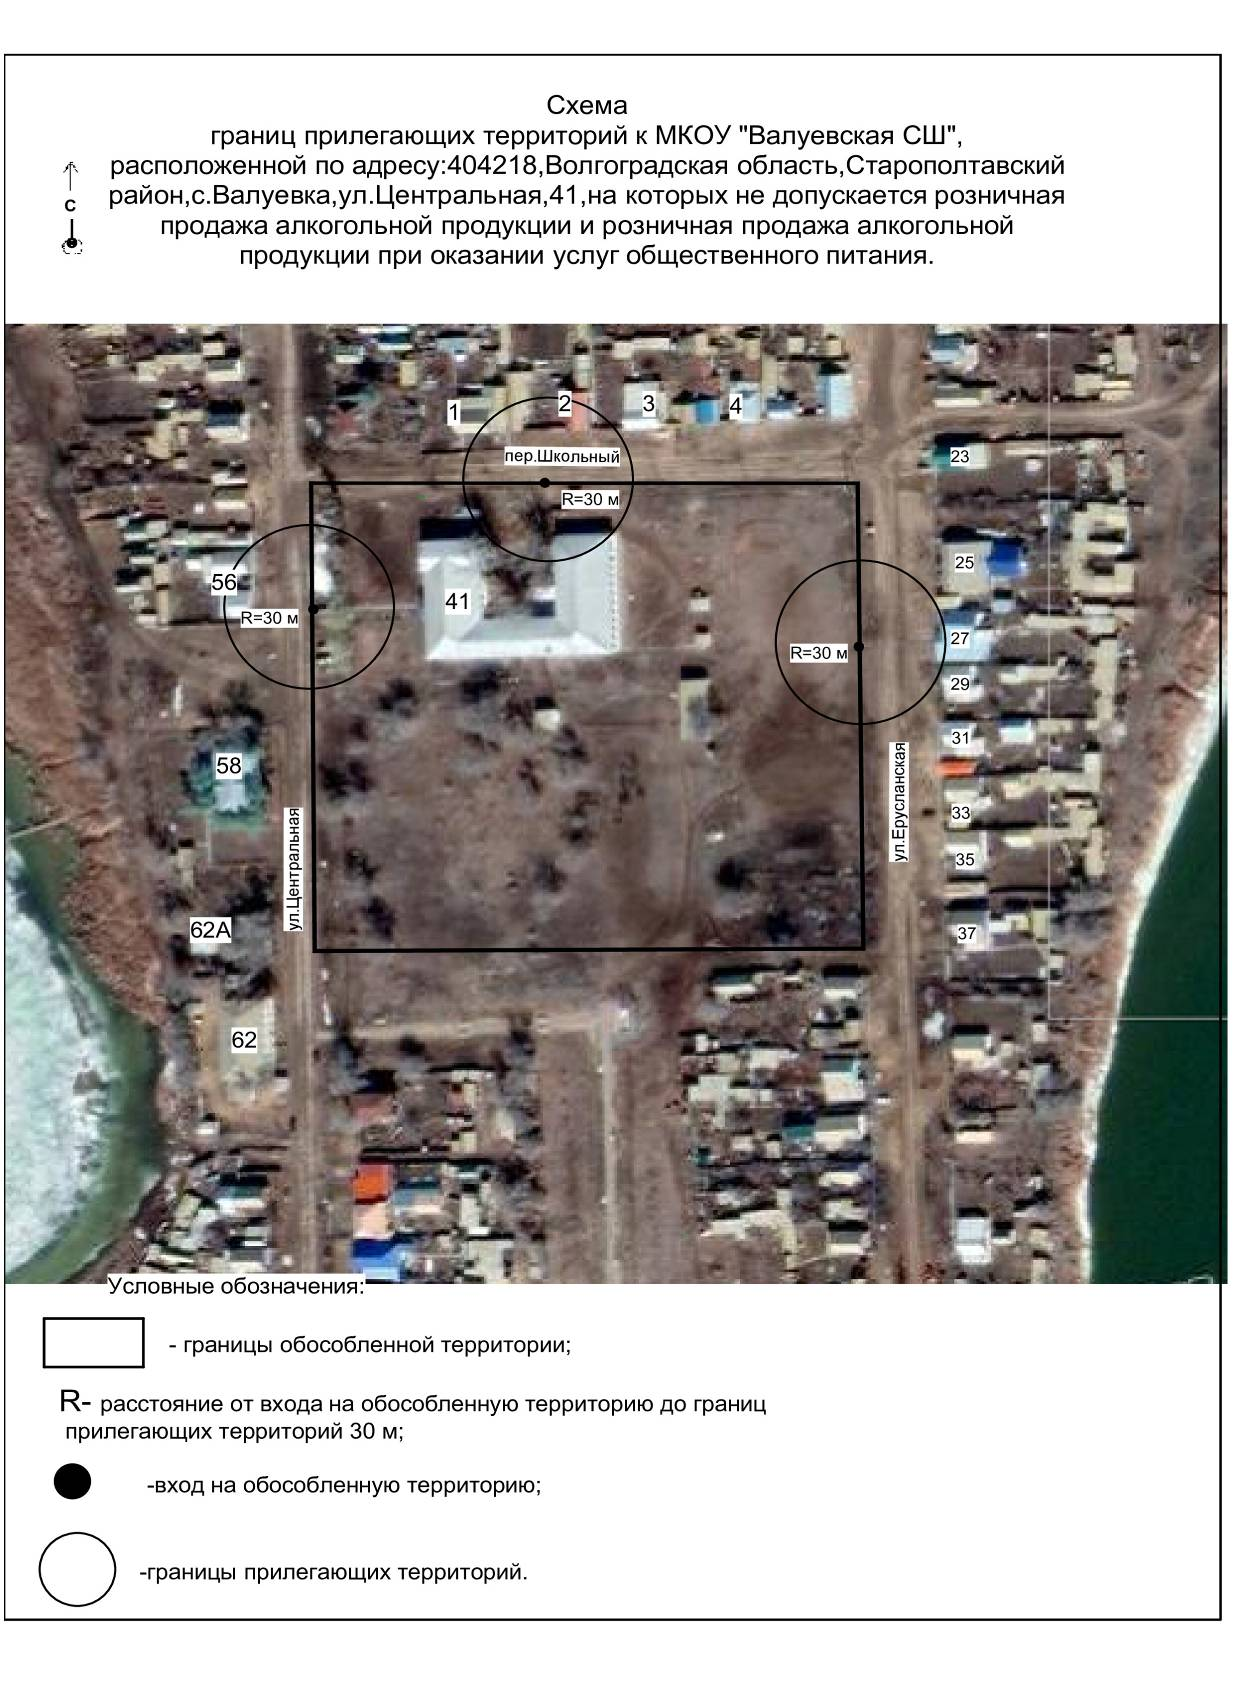 Схема
границ прилегающих территорий к МКОУ "Валуевская СШ",
расположенной по адресу:404218,Волгоградская область,Старополтавский
район,с.Валуевка,ул.Центральная,41,на которых не допускается розничная
продажа алкогольной продукции и розничная продажа алкогольной
продукции при оказании услуг общественного питания.
С
1
2
3
4
пер.Школьный
23
R=30 м
25
56
41
R=30 м
27
R=30 м
29
31
58
ул.Центральная
ул.Ерусланская
33
35
62А
37
62
Условные обозначения:
- границы обособленной территории;
R- расстояние от входа на обособленную территорию до границ
прилегающих территорий 30 м;
-вход на обособленную территорию;
-границы прилегающих территорий.